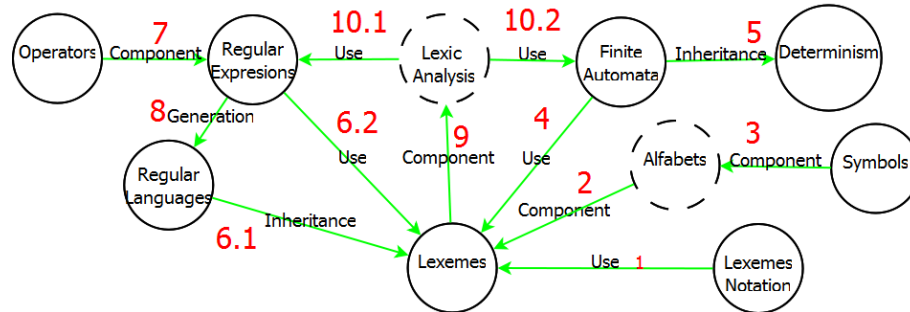 7
10.1
10.2
5
Operators
Component
Regular
Expresions
Use
Lexic
Analysis
Use
Finite
Automata
Inheritance
Determinism
8
Generation
6.2
9
4
3
Use
Component
Use
Alfabets
Component
Symbols
Regular
Languages
2
Component
Inheritance
6.1
Lexemes
Use
1
Lexemes
Notation